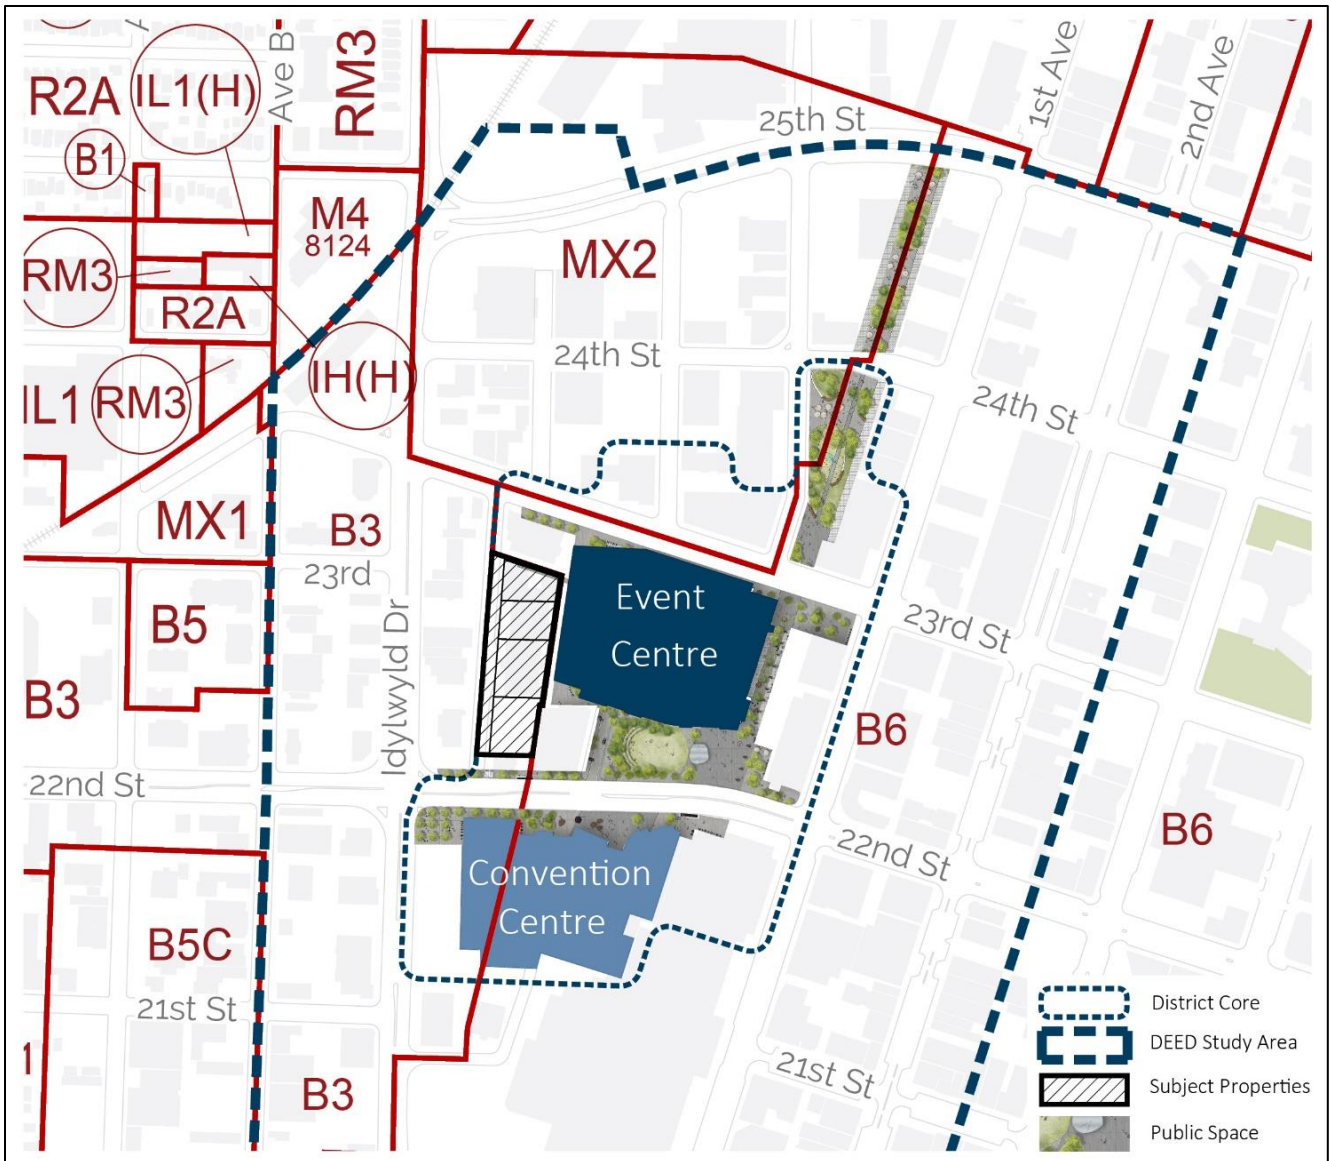 Ave B
RM3
R2A
IL1(H)
B1
1st Ave
2nd Ave
25th St
M4
8124
MX2
RM3
R2A
24th St
IH(H)
IL1
RM3
24th St
MX1
B3
23rd
B5
Idylwyld Dr
Event
Centre
23rd St
B3
B6
22nd St
B6
22nd St
Convention
Centre
B5C
21st St
B3
21st St
District Core
DEED Study Area
Subject Properties
Public Space